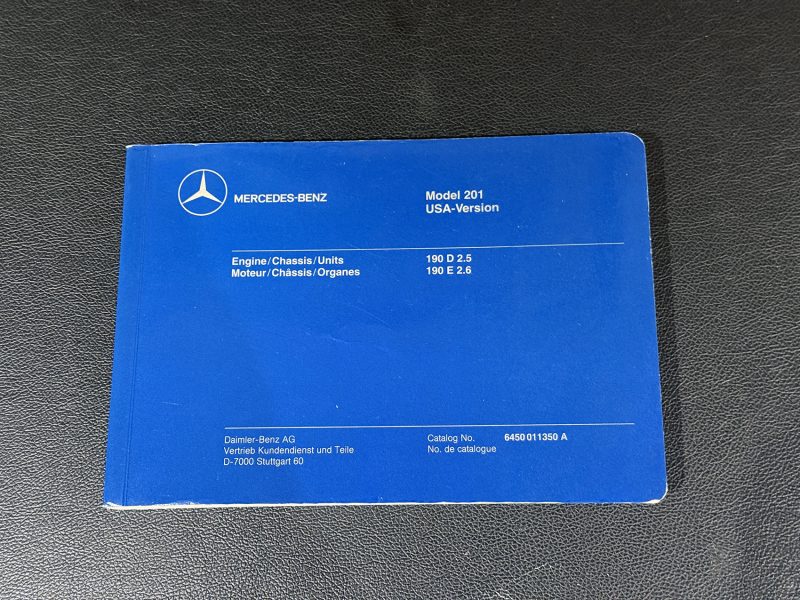 MERCEDES-BENZ
Model 201
USA-Version
Engine/Chassis/Units 190 D 2.5
Moteur/Châssis/Organes 190 E 2.6
Daimler-Benz AG
Vertrieb Kundendienst und Teile
D-7000 Stuttgart 60
Catalog No. 6450 011350 A
No. de catalogue